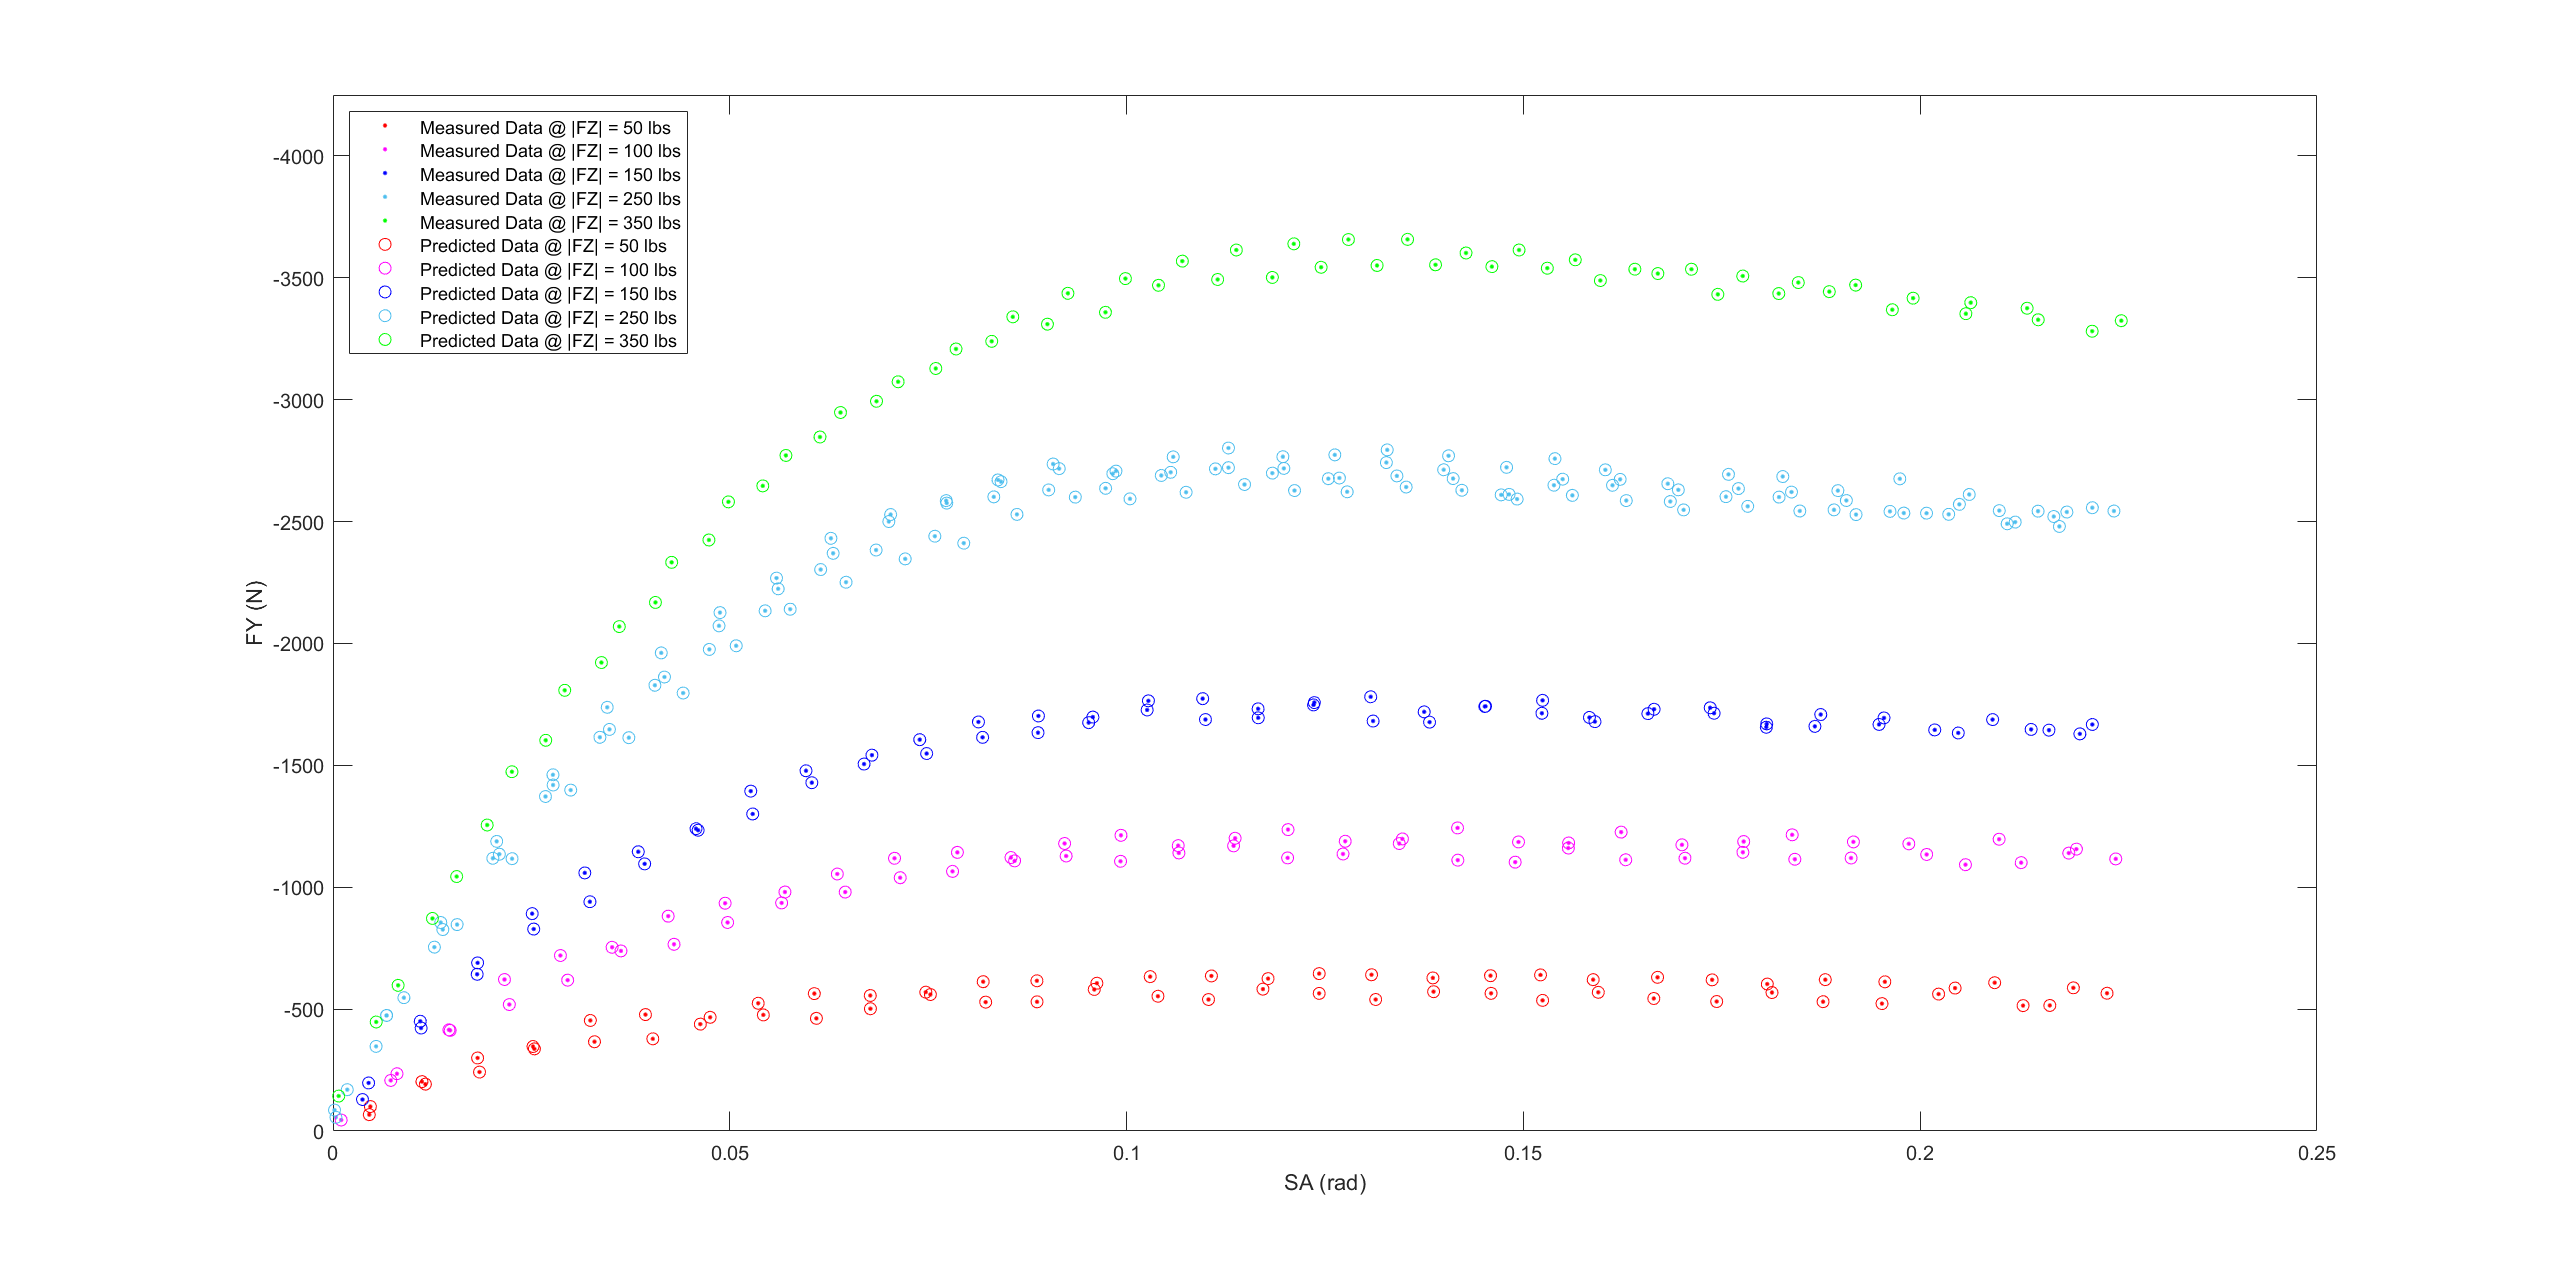 Measured Data @ |FZ| = 50 lbs
Measured Data @ |FZ| = 100 lbs
Measured Data @ |FZ| = 150 lbs
Measured Data @ |FZ| = 250 lbs
Measured Data @ |FZ| = 350 lbs
Predicted Data @ |FZ| = 50 lbs
Predicted Data @ |FZ| = 100 lbs
Predicted Data @ |FZ| = 150 lbs
Predicted Data @ |FZ| = 250 lbs
Predicted Data @ |FZ| = 350 lbs
-4000
-3500
-3000
-2500
-2000
-1500
-1000
-500
0
FY (N)
0 0.05 0.1 0.15 0.2 0.25
SA (rad)